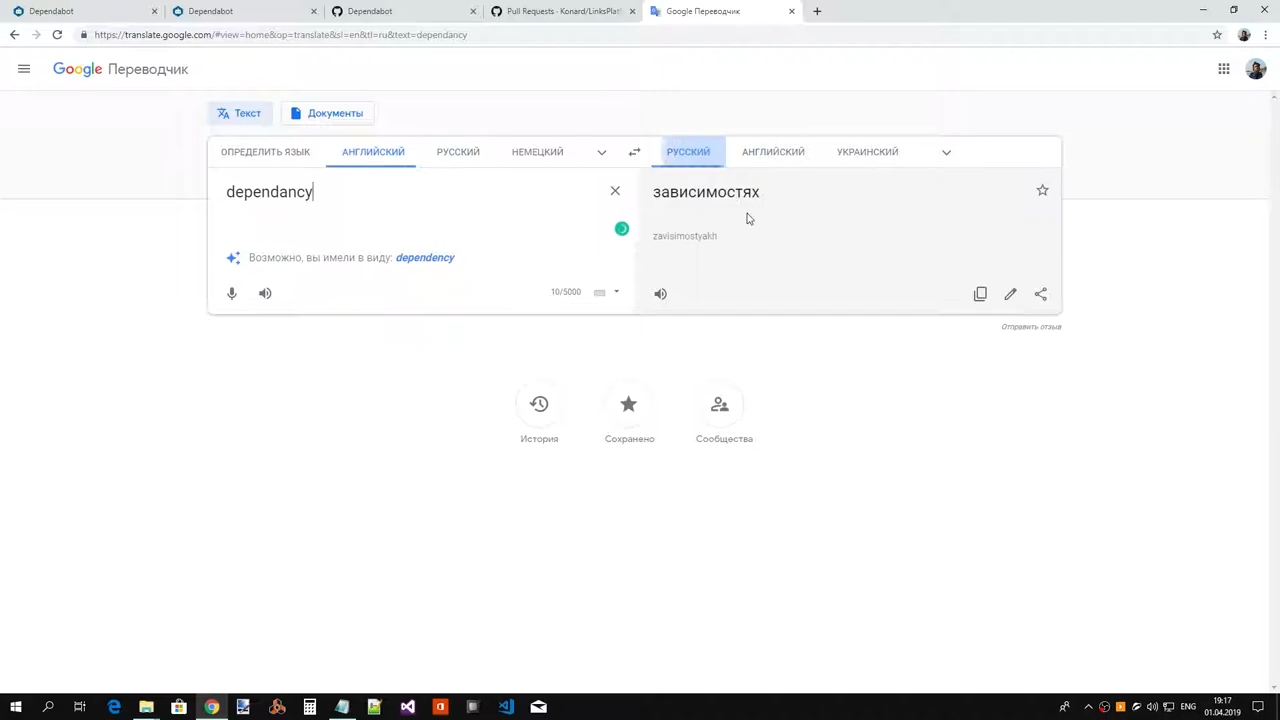 Dependabot
Dependabot
Dependabot
Pull Requests · Konard/LinksPlat
Google Переводчик
https://translate.google.com/#view=home&op=translate&sl=en&tl=ru&text=dependancy
Google Переводчик
Текст
Документы
ОПРЕДЕЛИТЬ ЯЗЫК
АНГЛИЙСКИЙ
РУССКИЙ
НЕМЕЦКИЙ
РУССКИЙ
АНГЛИЙСКИЙ
УКРАИНСКИЙ
dependancy
зависимостях
zavisimostyakh
Возможно, вы имели в виду: dependency
10/5000
Отправить отзыв
История
Сохранено
Сообщества
ENG
19:17
01.04.2019